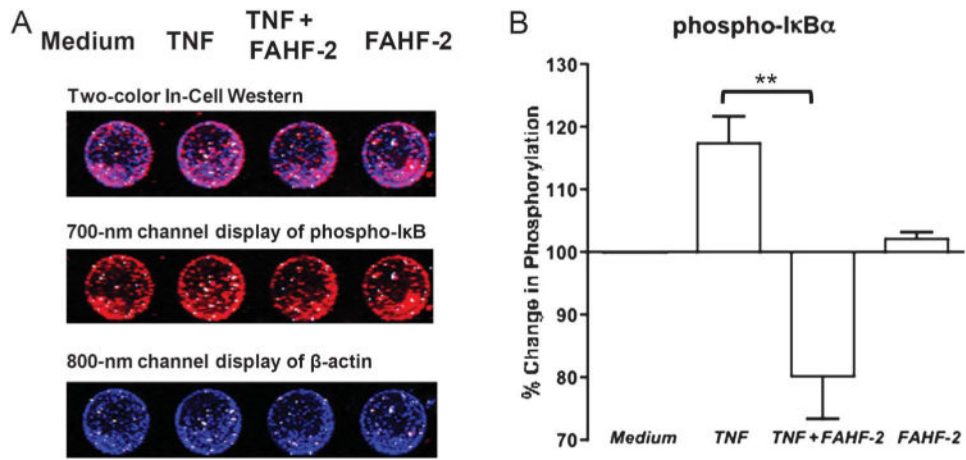 A
Medium TNF TNF + FAHF-2 FAHF-2
Two-color In-Cell Western
700-nm channel display of phospho-IκB
800-nm channel display of β-actin
B
phospho-IκBα
% Change in Phosphorylation
130
120
110
100
90
80
70
**
Medium TNF TNF + FAHF-2 FAHF-2